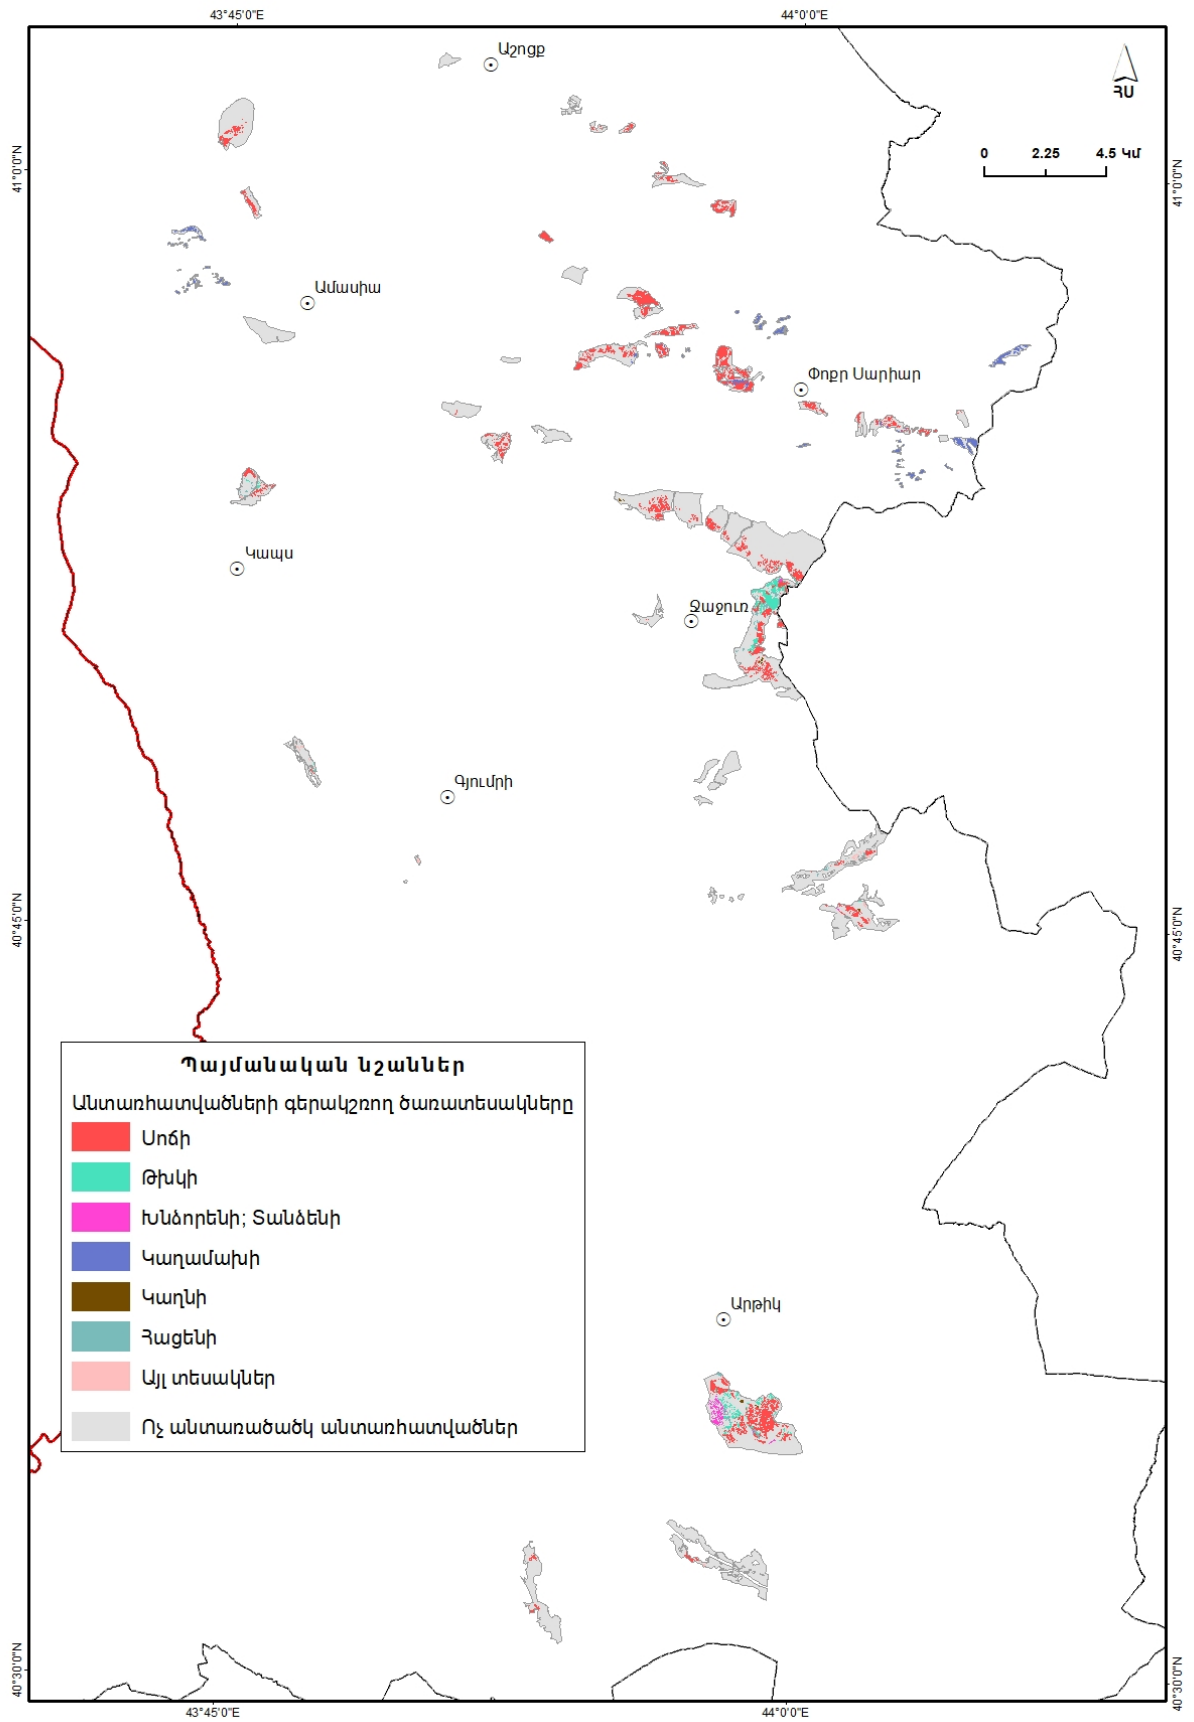 43°45'0"E
44°0'0"E
Աշոցք
ՀՍ
0 2.25 4.5 Կմ
41°0'0"N
41°0'0"N
Ամասիա
Փոքր Սարիար
Կապս
Ջաջուռ
Գյումրի
40°45'0"N
40°45'0"N
Պայմանական նշաններ
Անտառհատվածների գերակշռող ծառատեսակները
Սոճի
Թխկի
Խնձորենի; Տանձենի
Կաղամախի
Կաղնի
Հացենի
Այլ տեսակներ
Ոչ անտառածածկ անտառհատվածներ
Արթիկ
40°30'0"N
40°30'0"N
43°45'0"E
44°0'0"E